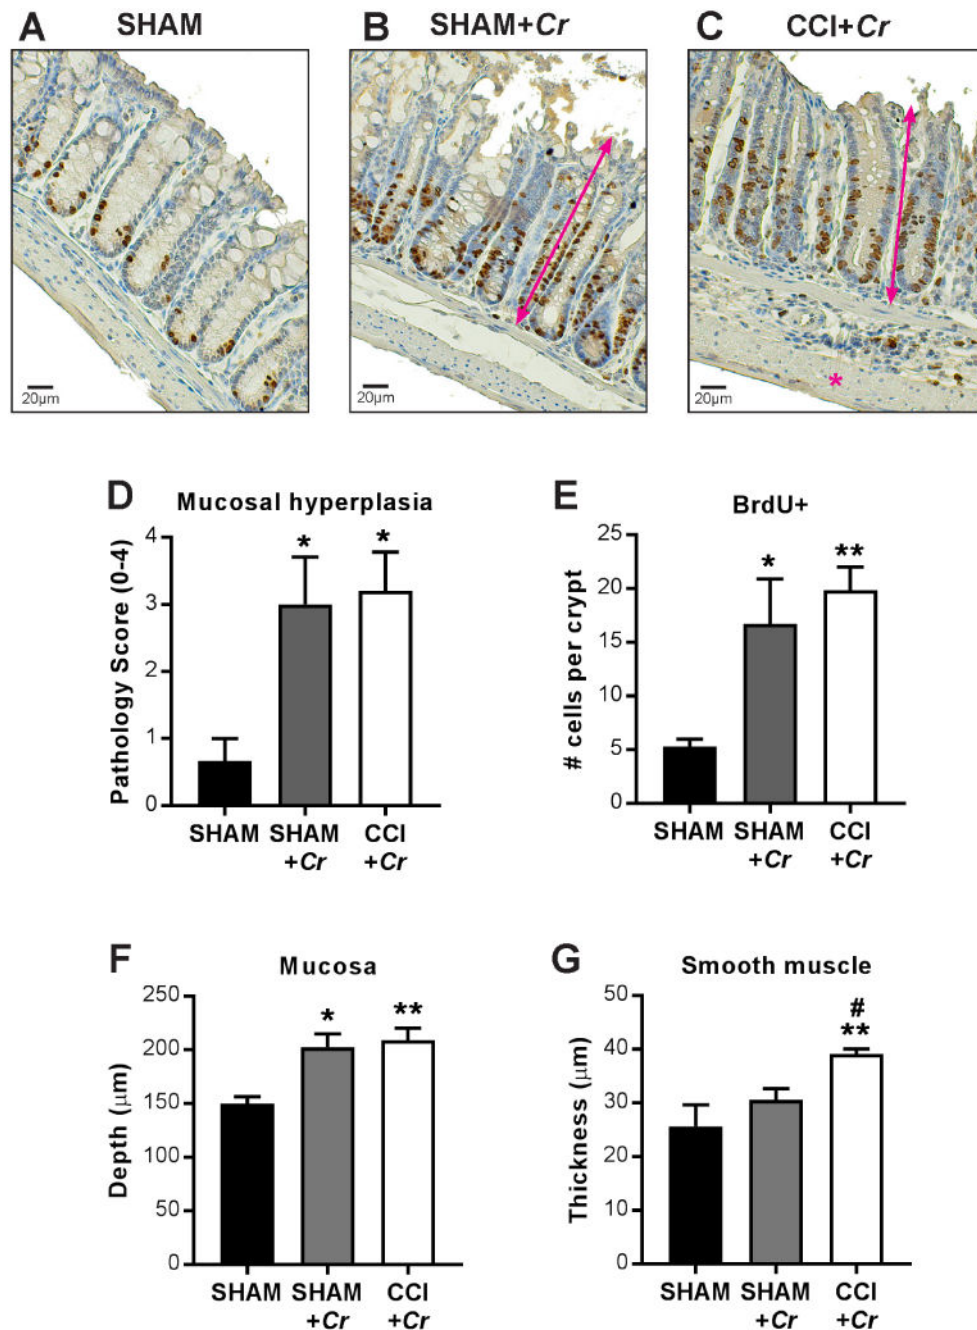 A SHAM
B SHAM+Cr
C CCI+Cr
20µm
20µm
20µm
*
D Mucosal hyperplasia
Pathology Score (0-4)
4
3
2
1
0
*
*
SHAM
SHAM
+Cr
CCI
+Cr
E BrdU+
# cells per crypt
25
20
15
10
5
0
*
**
SHAM
SHAM
+Cr
CCI
+Cr
F Mucosa
Depth (µm)
250
200
150
100
50
0
*
**
SHAM
SHAM
+Cr
CCI
+Cr
G Smooth muscle
Thickness (µm)
50
40
30
20
10
0
#
**
SHAM
SHAM
+Cr
CCI
+Cr